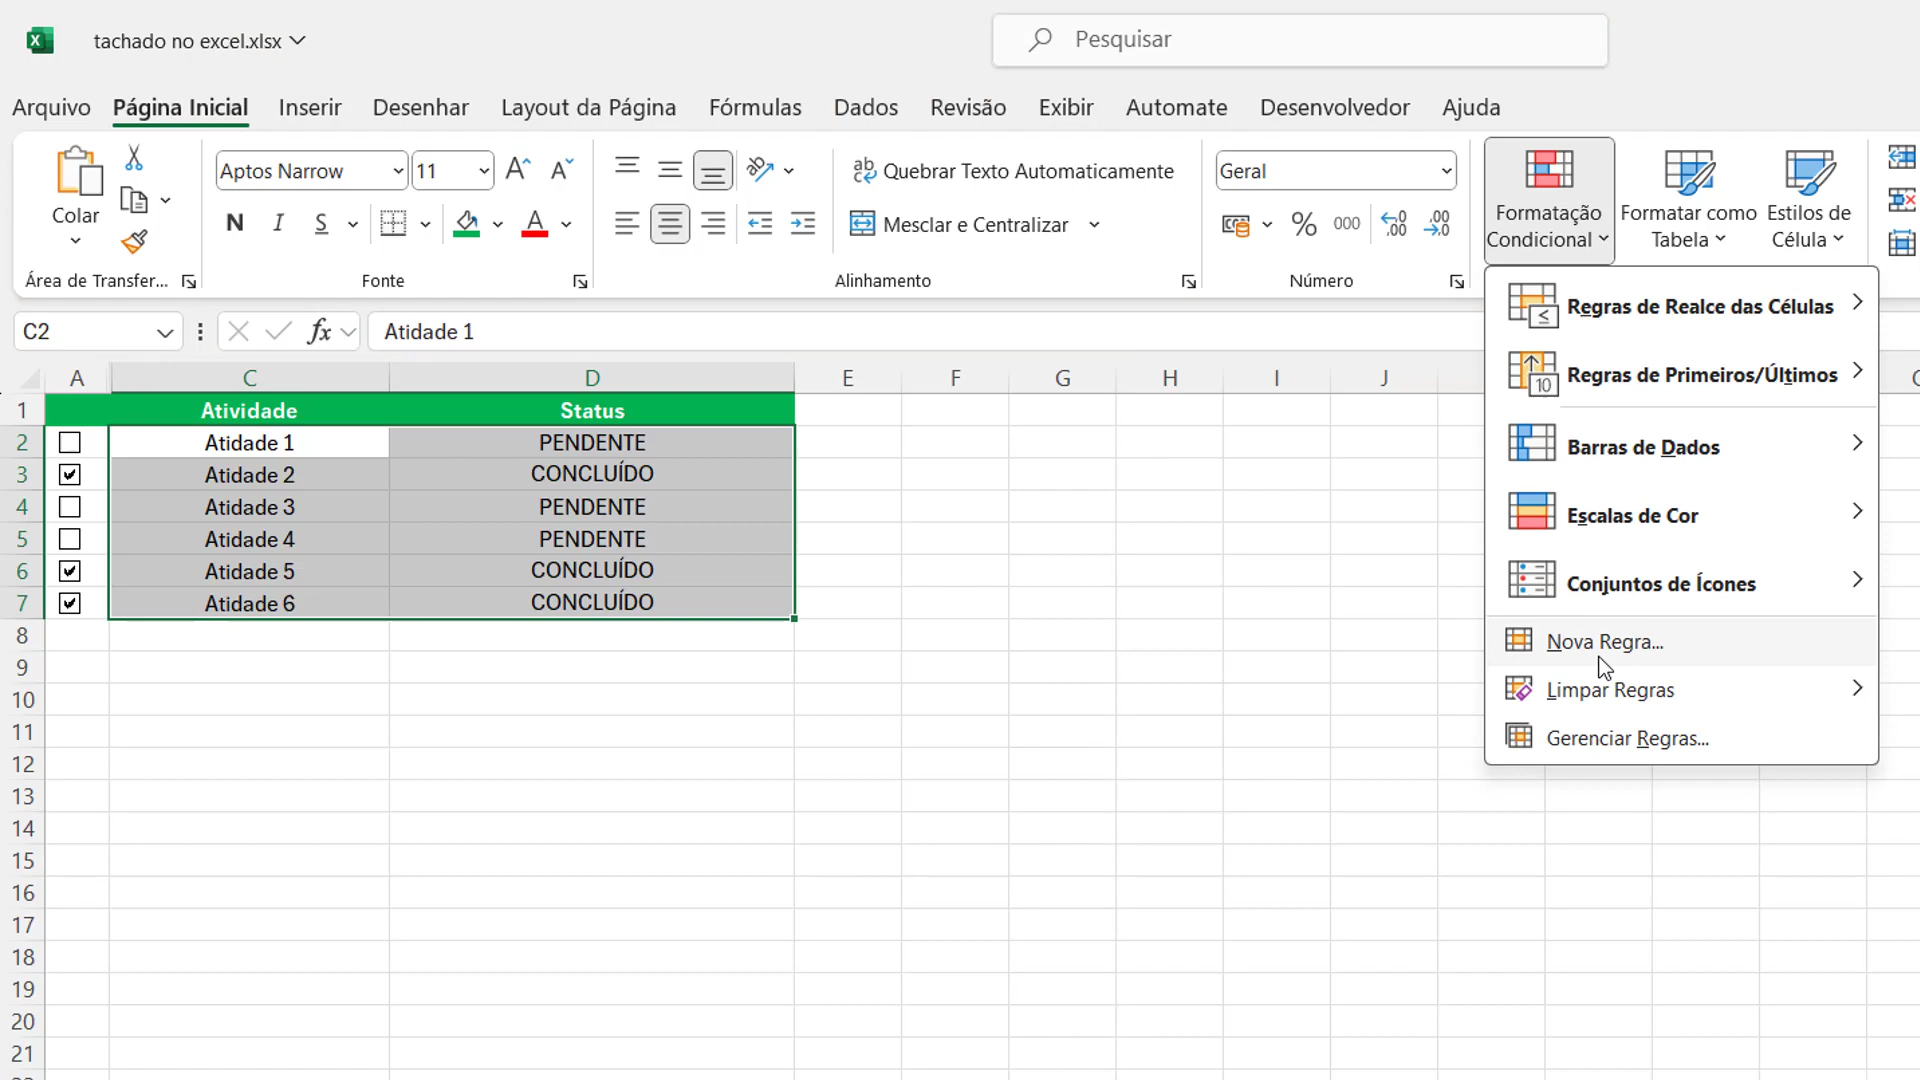 tachado no excel.xlsx
Pesquisar
Arquivo Página Inicial Inserir Desenhar Layout da Página Fórmulas Dados Revisão Exibir Automate Desenvolvedor Ajuda
Colar
Área de Transfer...
Aptos Narrow 11
N I S
Fonte
Quebrar Texto Automaticamente
Mesclar e Centralizar
Alinhamento
Geral
% 000
Número
Formatação Condicional
Formatar como Tabela
Estilos de Célula
C2 fx Atidade 1
A C D E F G H I J
1 Atividade Status
2 Atidade 1 PENDENTE
3 Atidade 2 CONCLUÍDO
4 Atidade 3 PENDENTE
5 Atidade 4 PENDENTE
6 Atidade 5 CONCLUÍDO
7 Atidade 6 CONCLUÍDO
8
9
10
11
12
13
14
15
16
17
18
19
20
21
Regras de Realce das Células
Regras de Primeiros/Últimos
Barras de Dados
Escalas de Cor
Conjuntos de Ícones
Nova Regra...
Limpar Regras
Gerenciar Regras...